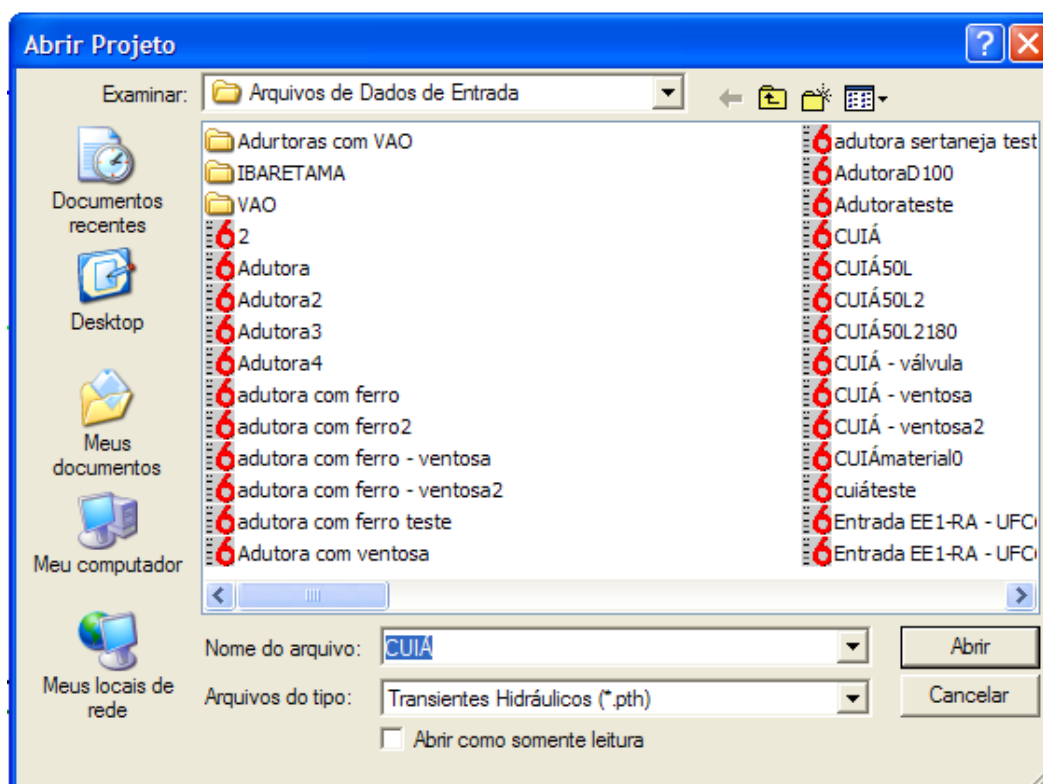 Abrir Projeto
Examinar:
Arquivos de Dados de Entrada
Documentos
recentes
Desktop
Meus
documentos
Meu computador
Meus locais de
rede
Adurtoras com VAO
IBARETAMA
VAO
2
Adutora
Adutora2
Adutora3
Adutora4
adutora com ferro
adutora com ferro2
adutora com ferro - ventosa
adutora com ferro - ventosa2
adutora com ferro teste
Adutora com ventosa
adutora sertaneja test
AdutoraD100
Adutorateste
CUIÁ
CUIÁ50L
CUIÁ50L2
CUIÁ50L2180
CUIÁ - válvula
CUIÁ - ventosa
CUIÁ - ventosa2
CUIÁmaterial0
cuiáteste
Entrada EE1-RA - UFC
Entrada EE1-RA - UFC
Nome do arquivo:
CUIÁ
Abrir
Arquivos do tipo:
Transientes Hidráulicos (*.pth)
Cancelar
Abrir como somente leitura